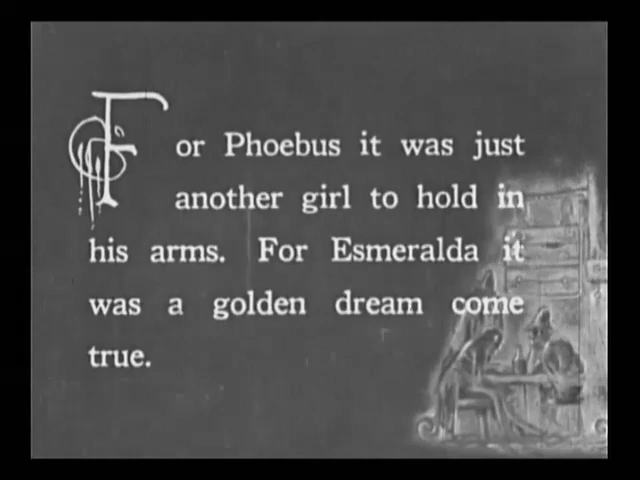 For Phoebus it was just
another girl to hold in
his arms. For Esmeralda it
was a golden dream come
true.